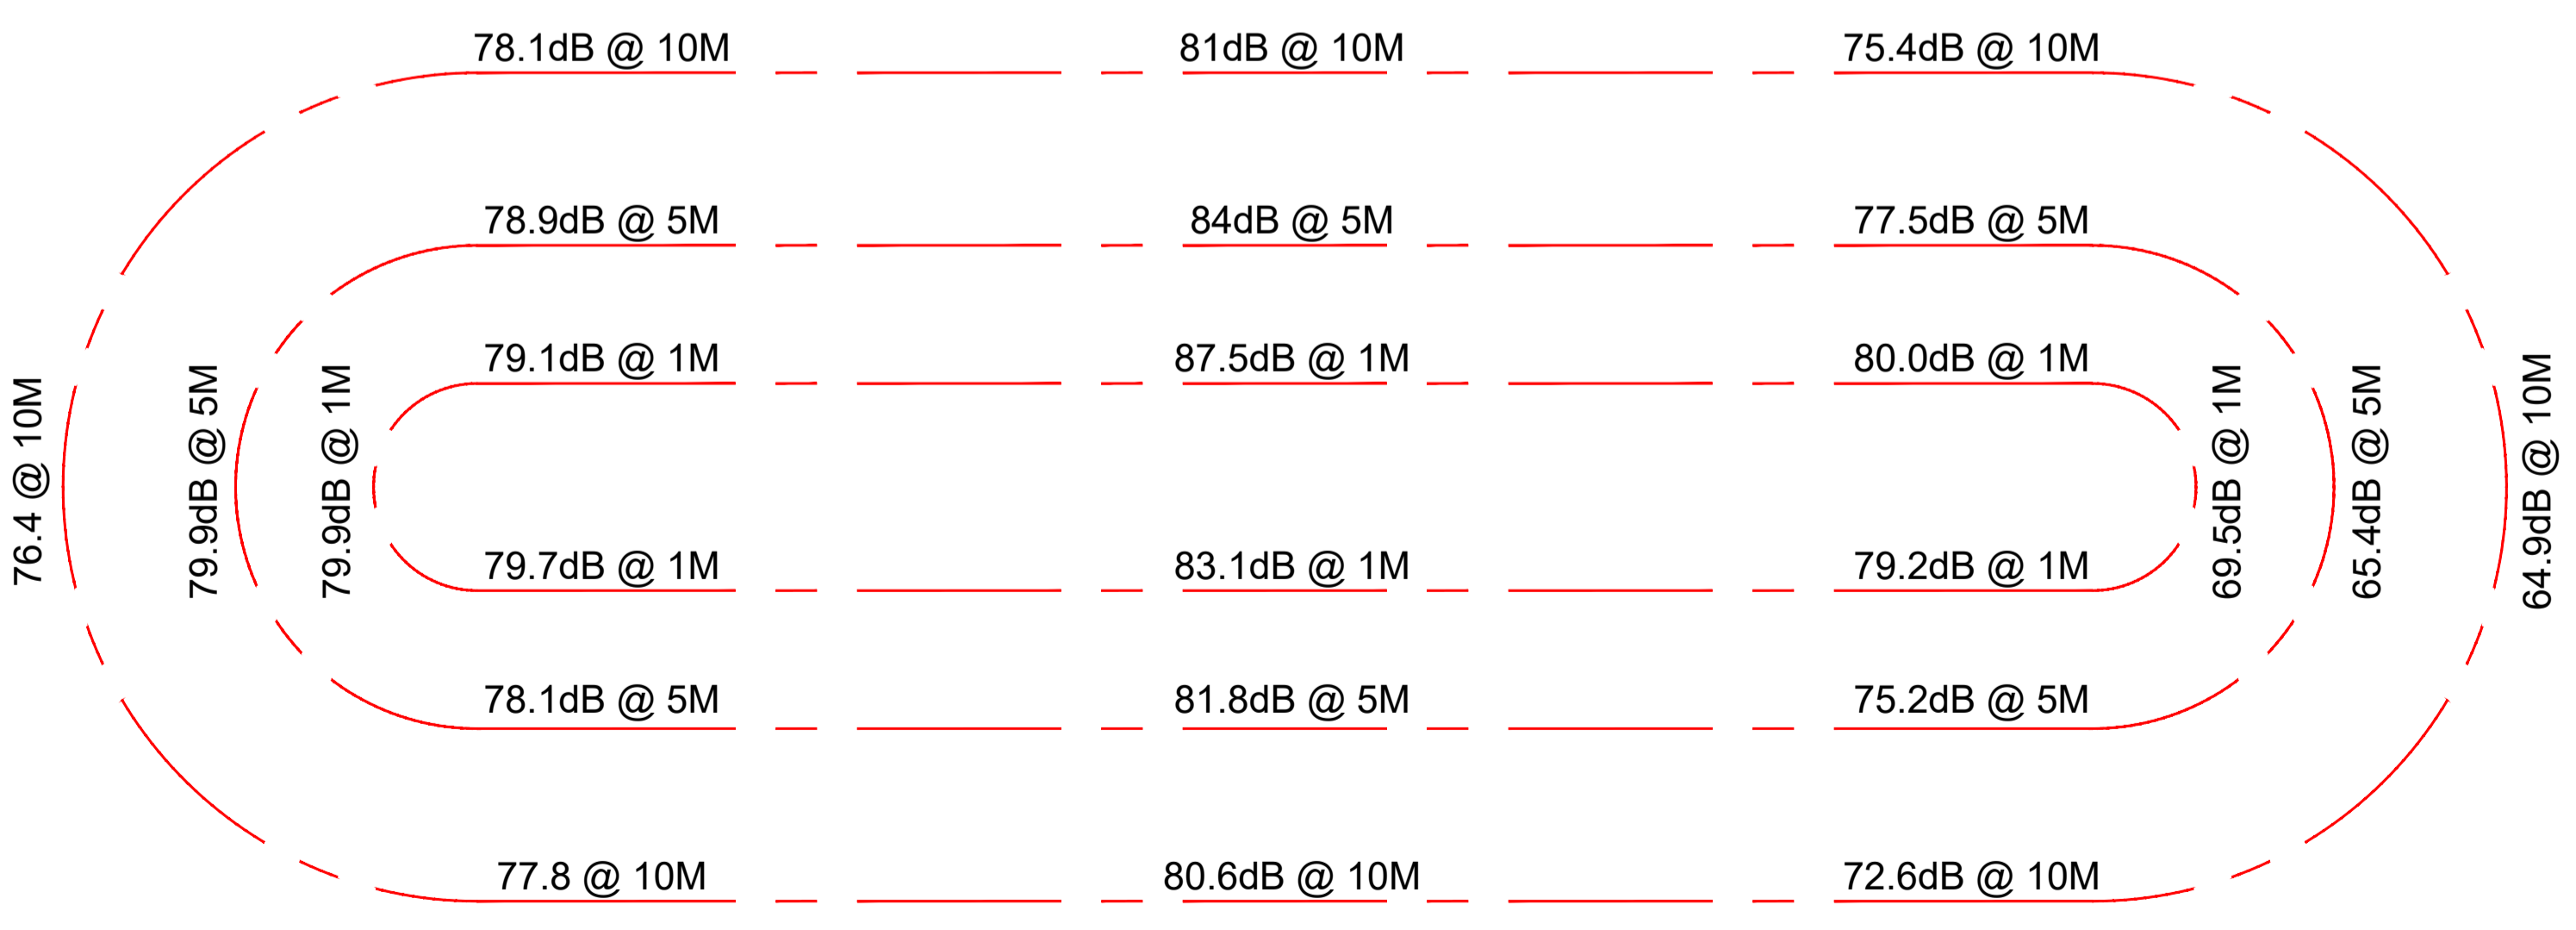 78.1dB @ 10M
81dB @ 10M
75.4dB @ 10M
78.9dB @ 5M
84dB @ 5M
77.5dB @ 5M
79.1dB @ 1M
87.5dB @ 1M
80.0dB @ 1M
76.4 @ 10M
79.9dB @ 5M
79.9dB @ 1M
69.5dB @ 1M
65.4dB @ 5M
64.9dB @ 10M
79.7dB @ 1M
83.1dB @ 1M
79.2dB @ 1M
78.1dB @ 5M
81.8dB @ 5M
75.2dB @ 5M
77.8 @ 10M
80.6dB @ 10M
72.6dB @ 10M